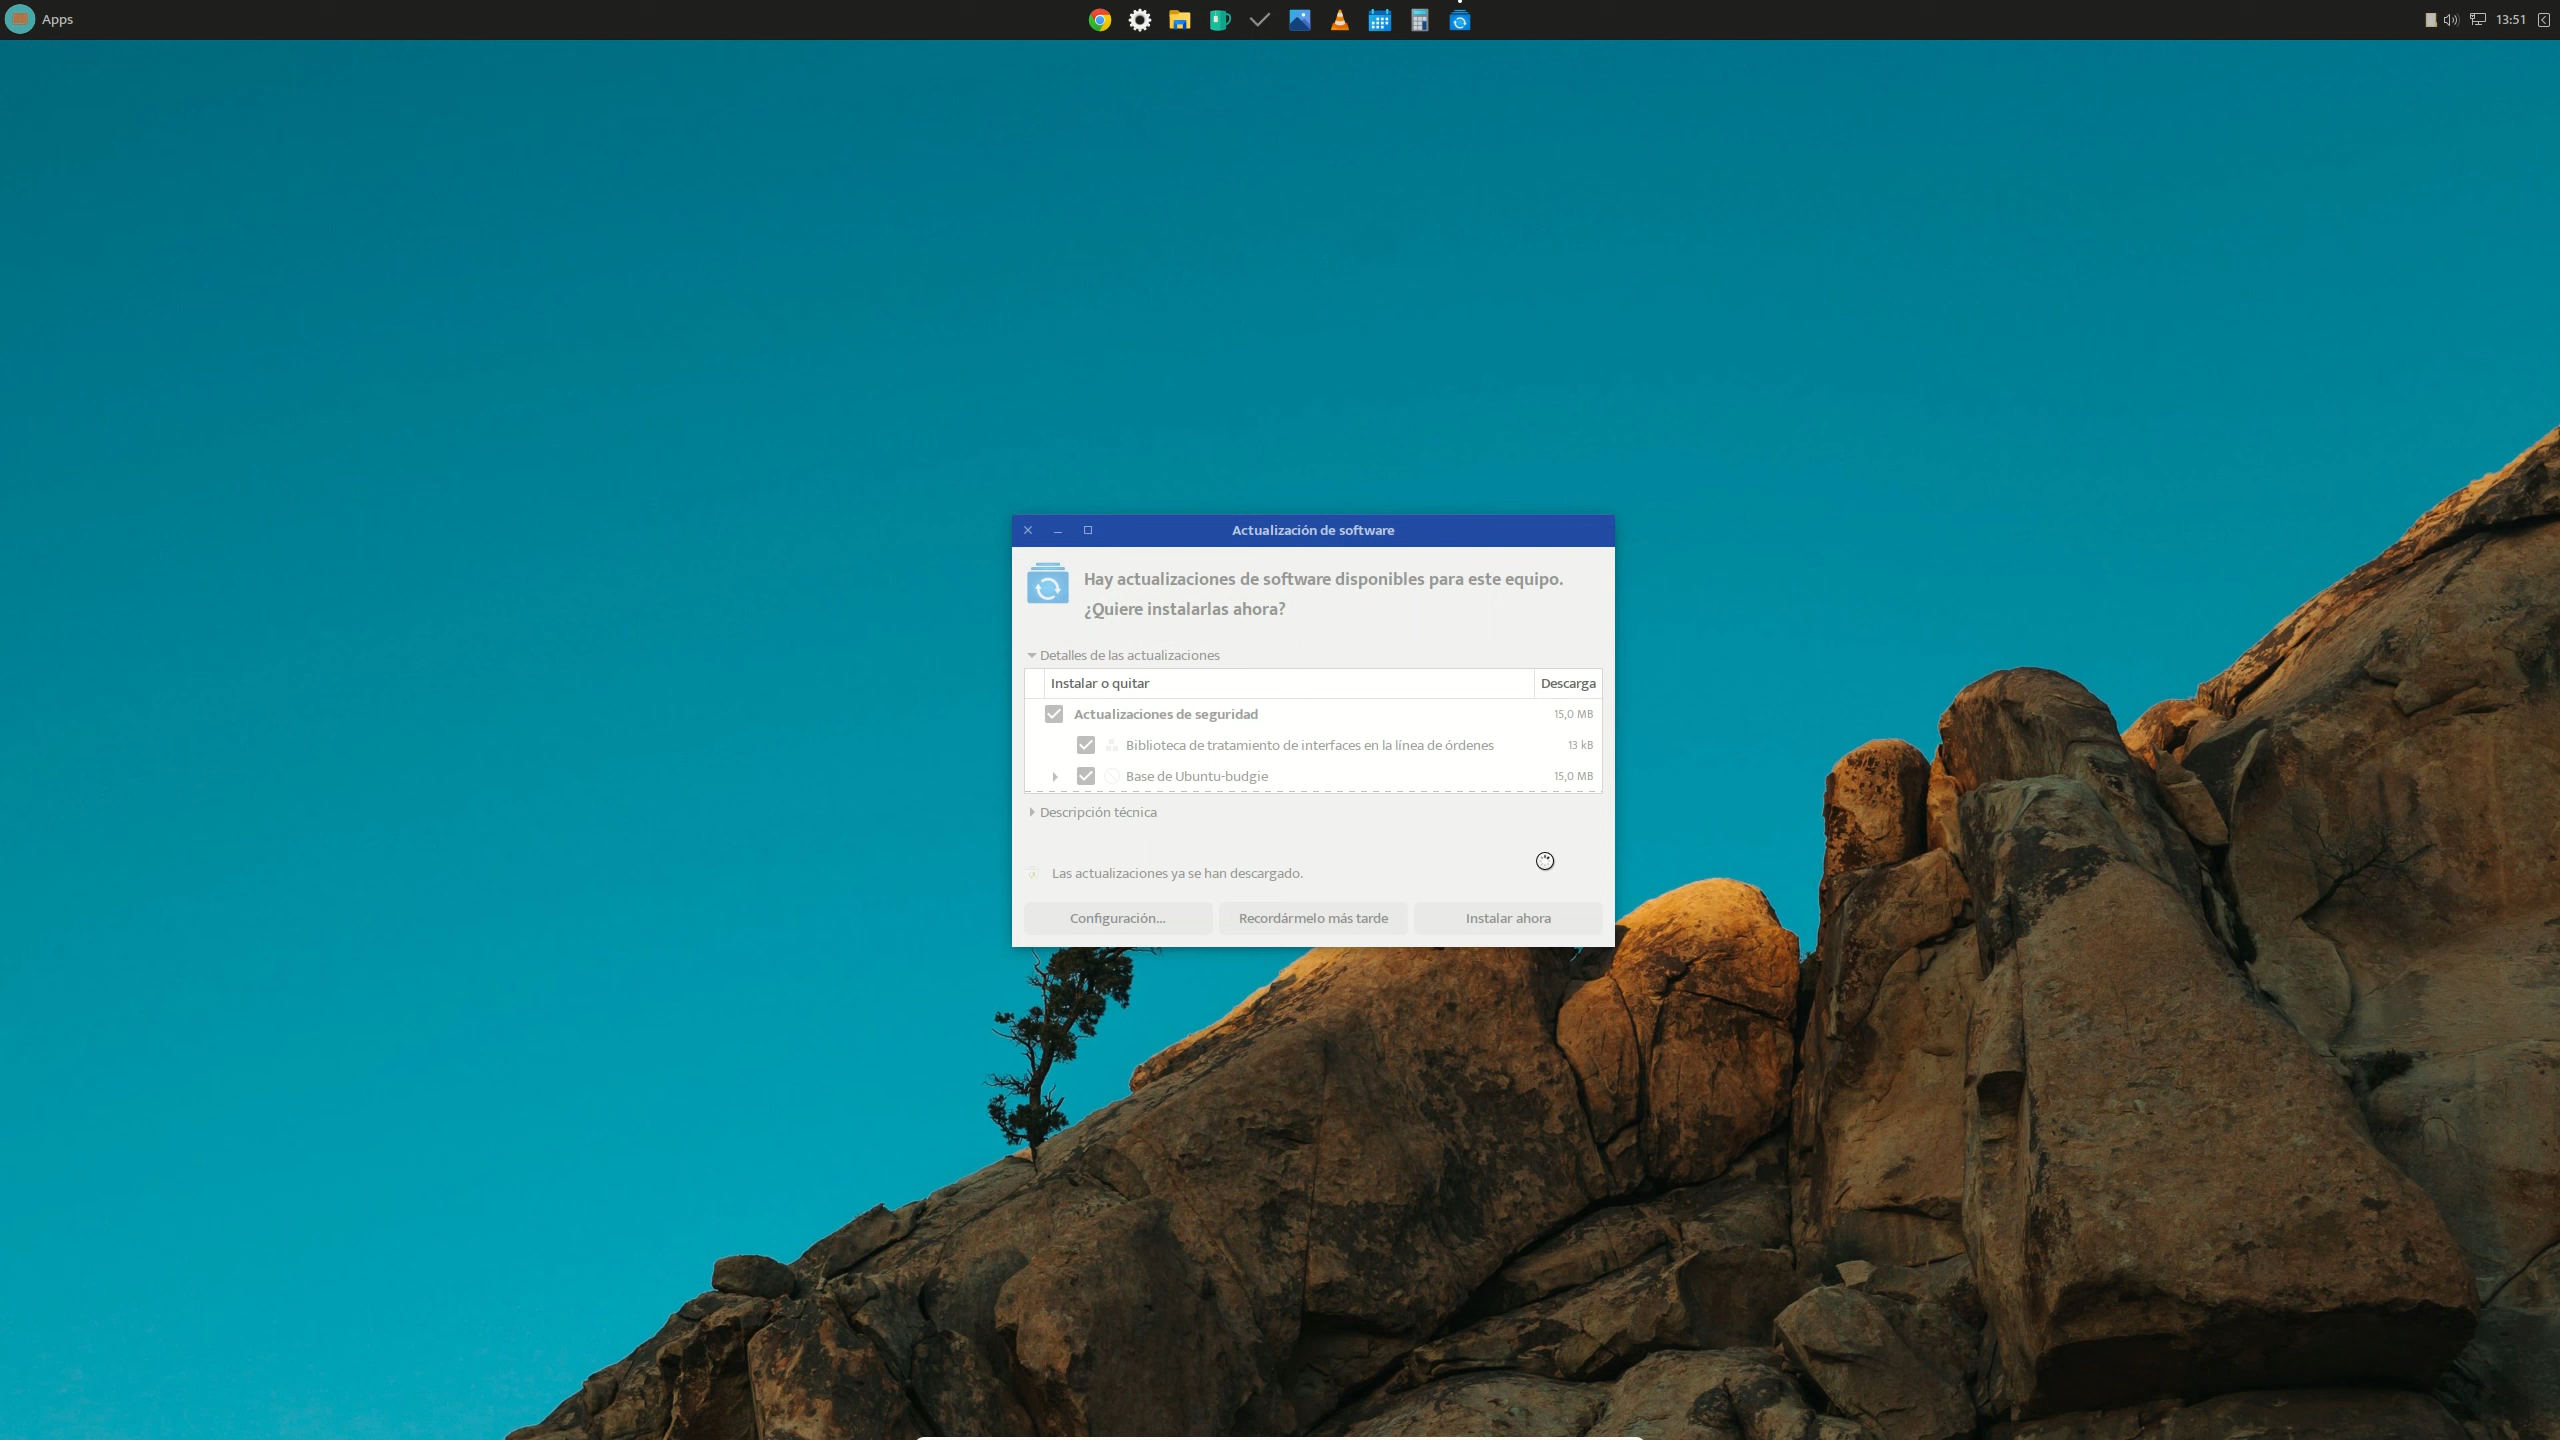 Apps
13:51
Actualización de software
Hay actualizaciones de software disponibles para este equipo.
¿Quiere instalarlas ahora?
Detalles de las actualizaciones
Instalar o quitar Descarga
Actualizaciones de seguridad 15,0 MB
Biblioteca de tratamiento de interfaces en la línea de órdenes 13 kB
Base de Ubuntu-budgie 15,0 MB
Descripción técnica
Las actualizaciones ya se han descargado.
Configuración... Recordármelo más tarde Instalar ahora